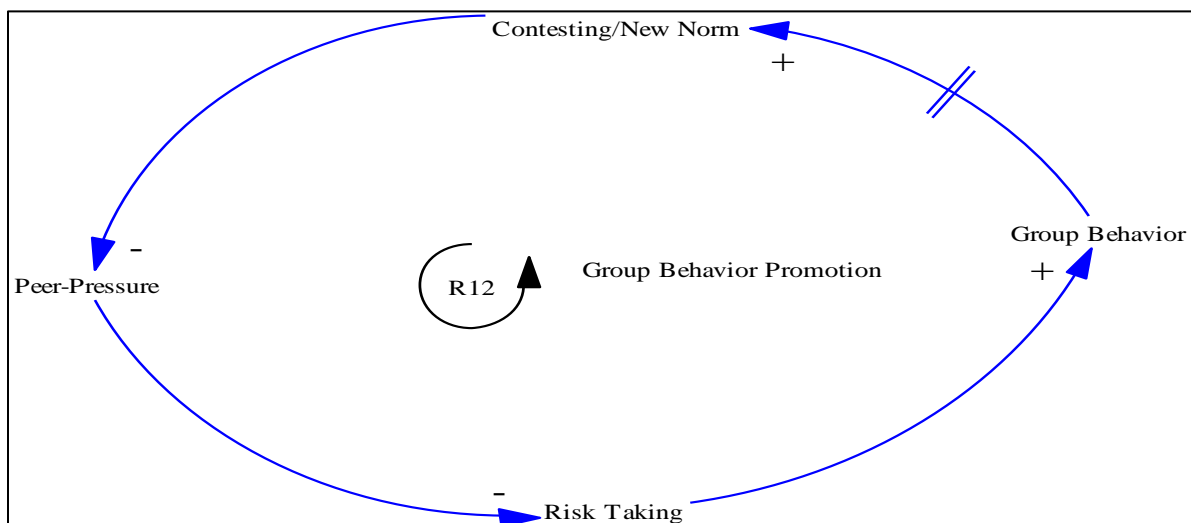 Contesting/New Norm
+
Group Behavior
+
-
Peer-Pressure
R12
Group Behavior Promotion
-
Risk Taking